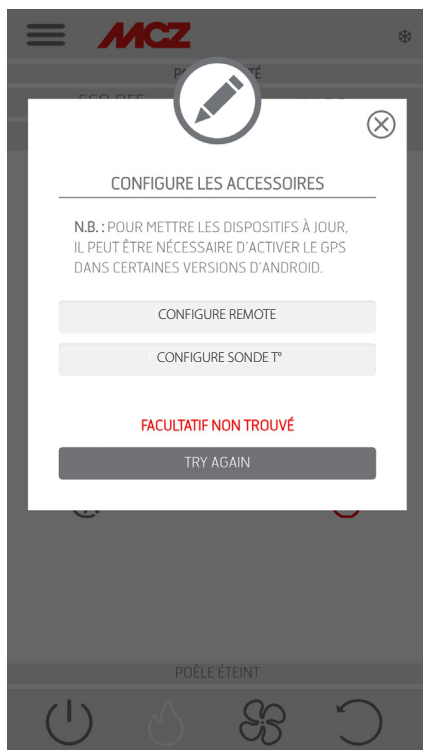 MCZ
CONFIGURE LES ACCESSOIRES
N.B. : POUR METTRE LES DISPOSITIFS À JOUR,
IL PEUT ÊTRE NÉCESSAIRE D'ACTIVER LE GPS
DANS CERTAINES VERSIONS D'ANDROID.
CONFIGURE REMOTE
CONFIGURE SONDE T°
FACULTATIF NON TROUVÉ
TRY AGAIN
POÊLE ÉTEINT